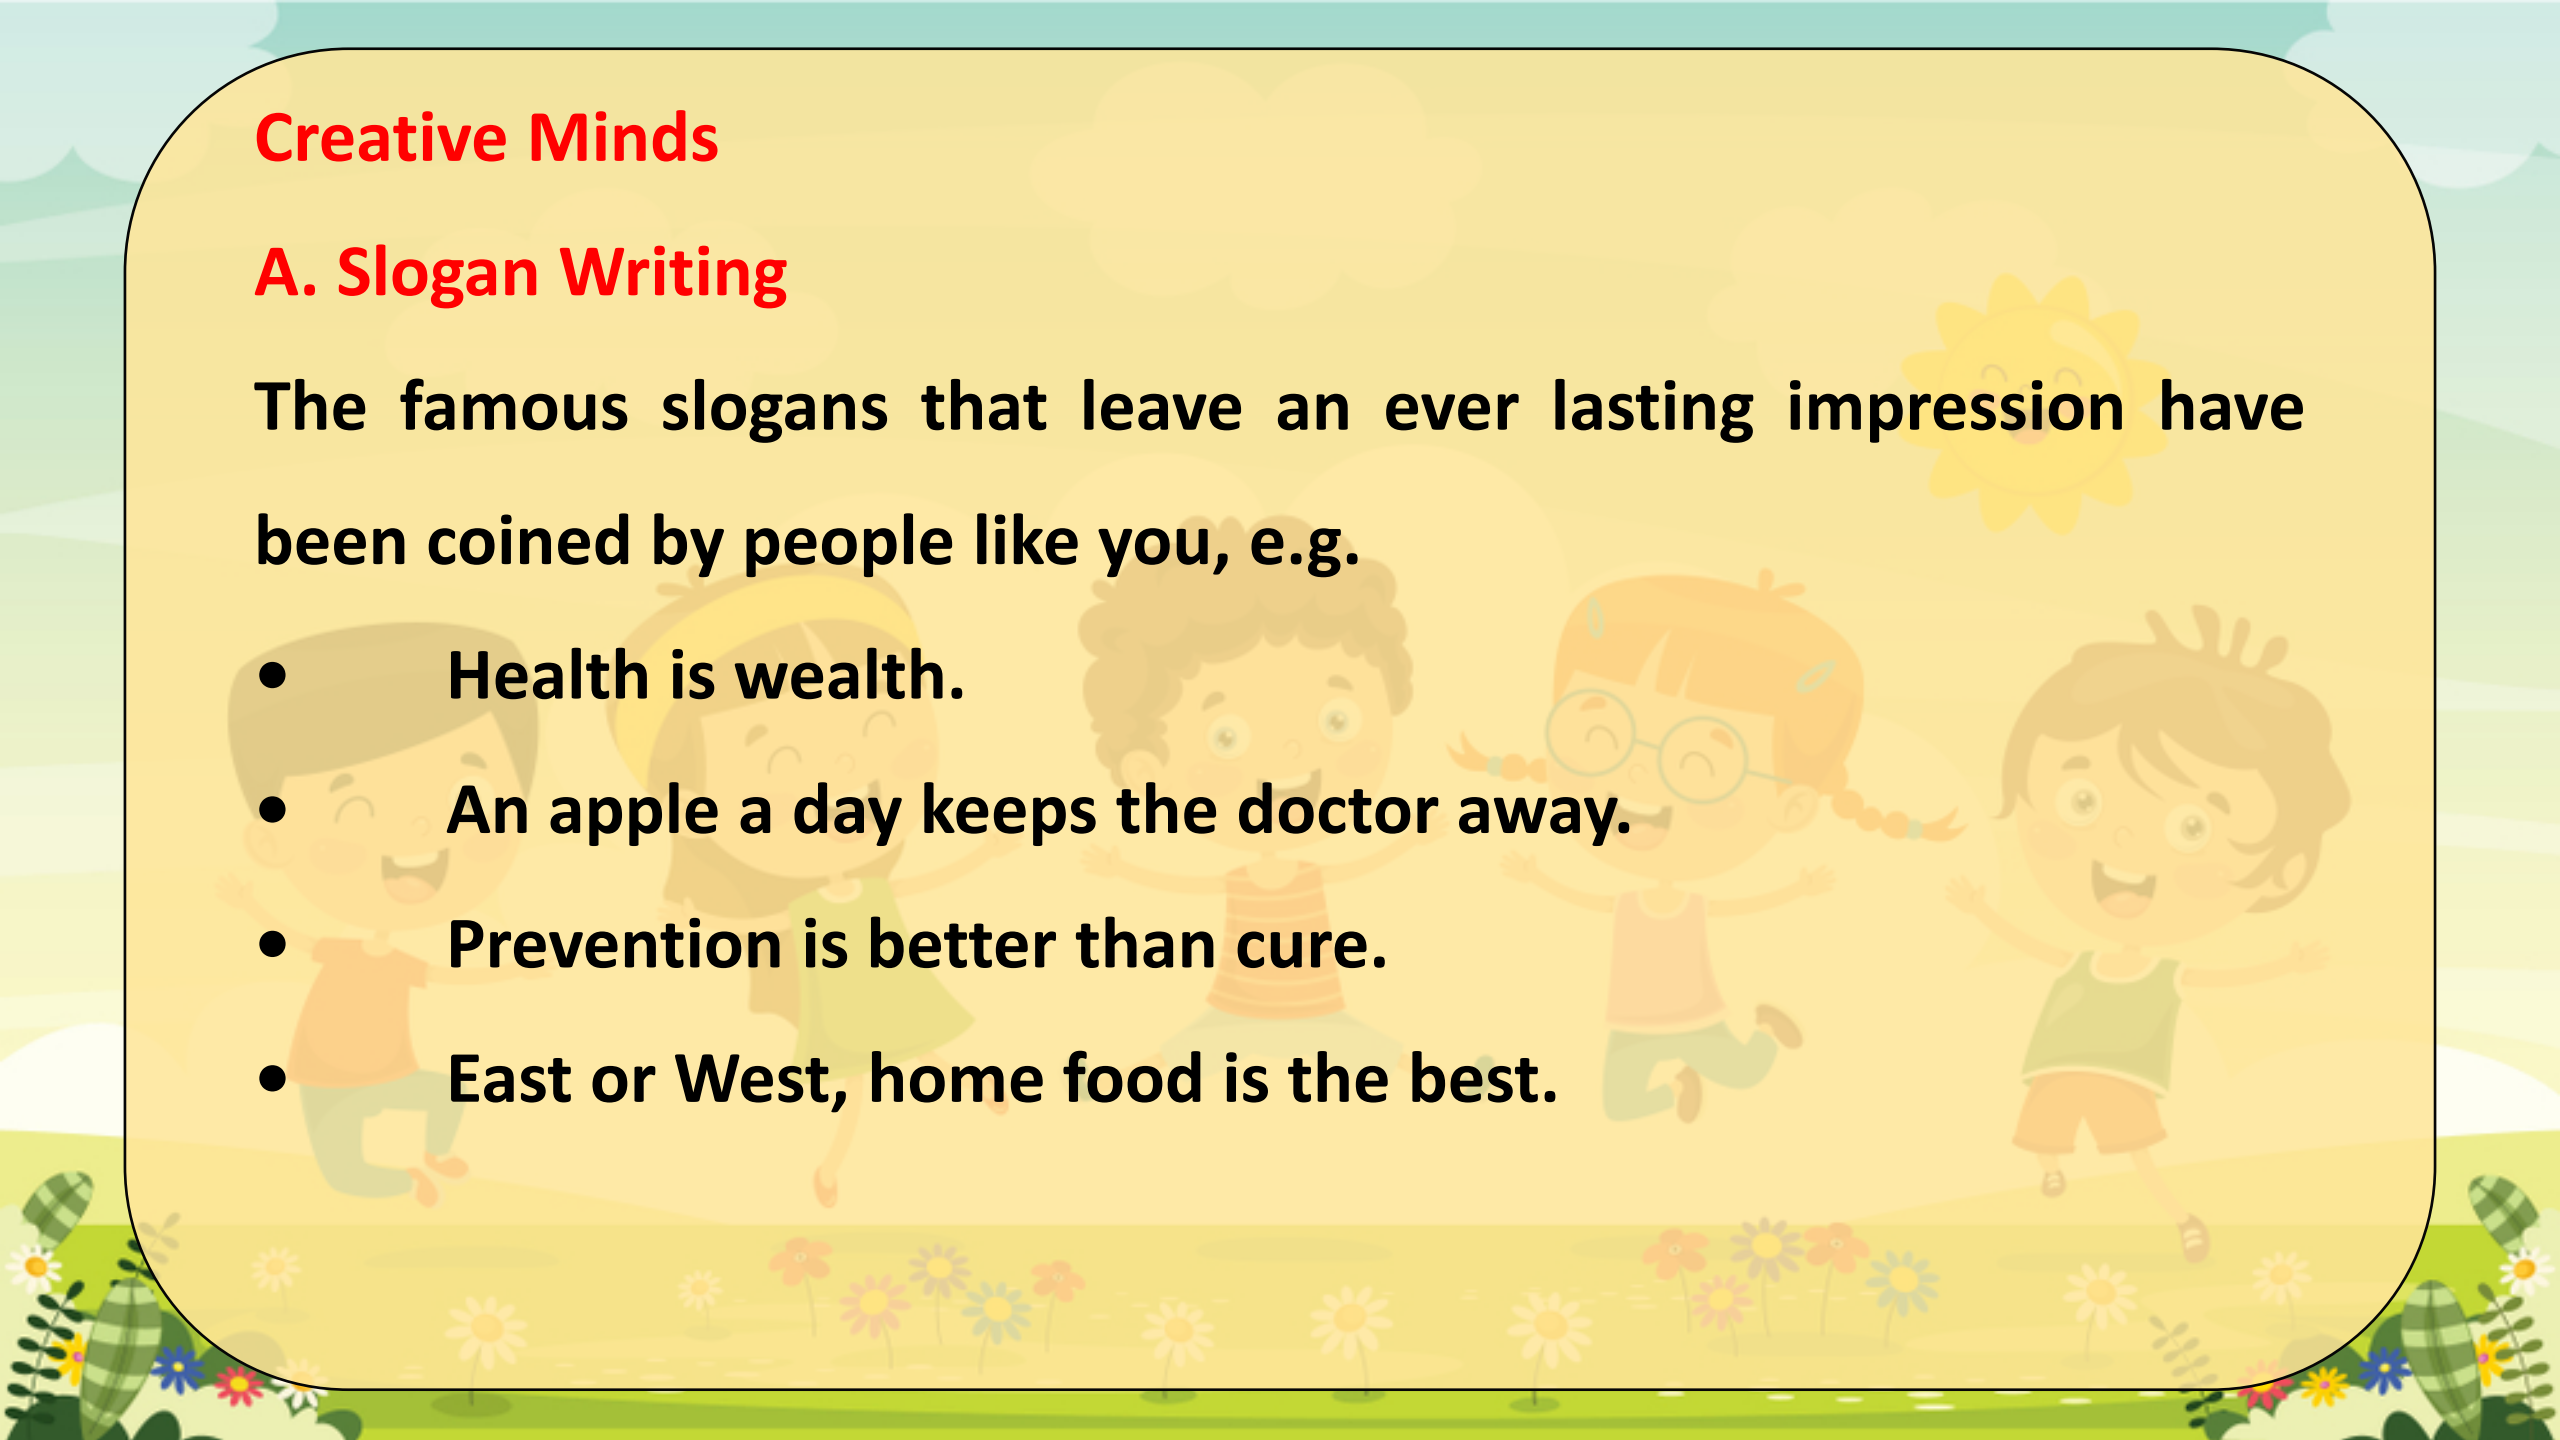 Creative Minds
A. Slogan Writing
The famous slogans that leave an ever lasting impression have
been coined by people like you, e.g.
• Health is wealth.
• An apple a day keeps the doctor away.
• Prevention is better than cure.
• East or West, home food is the best.